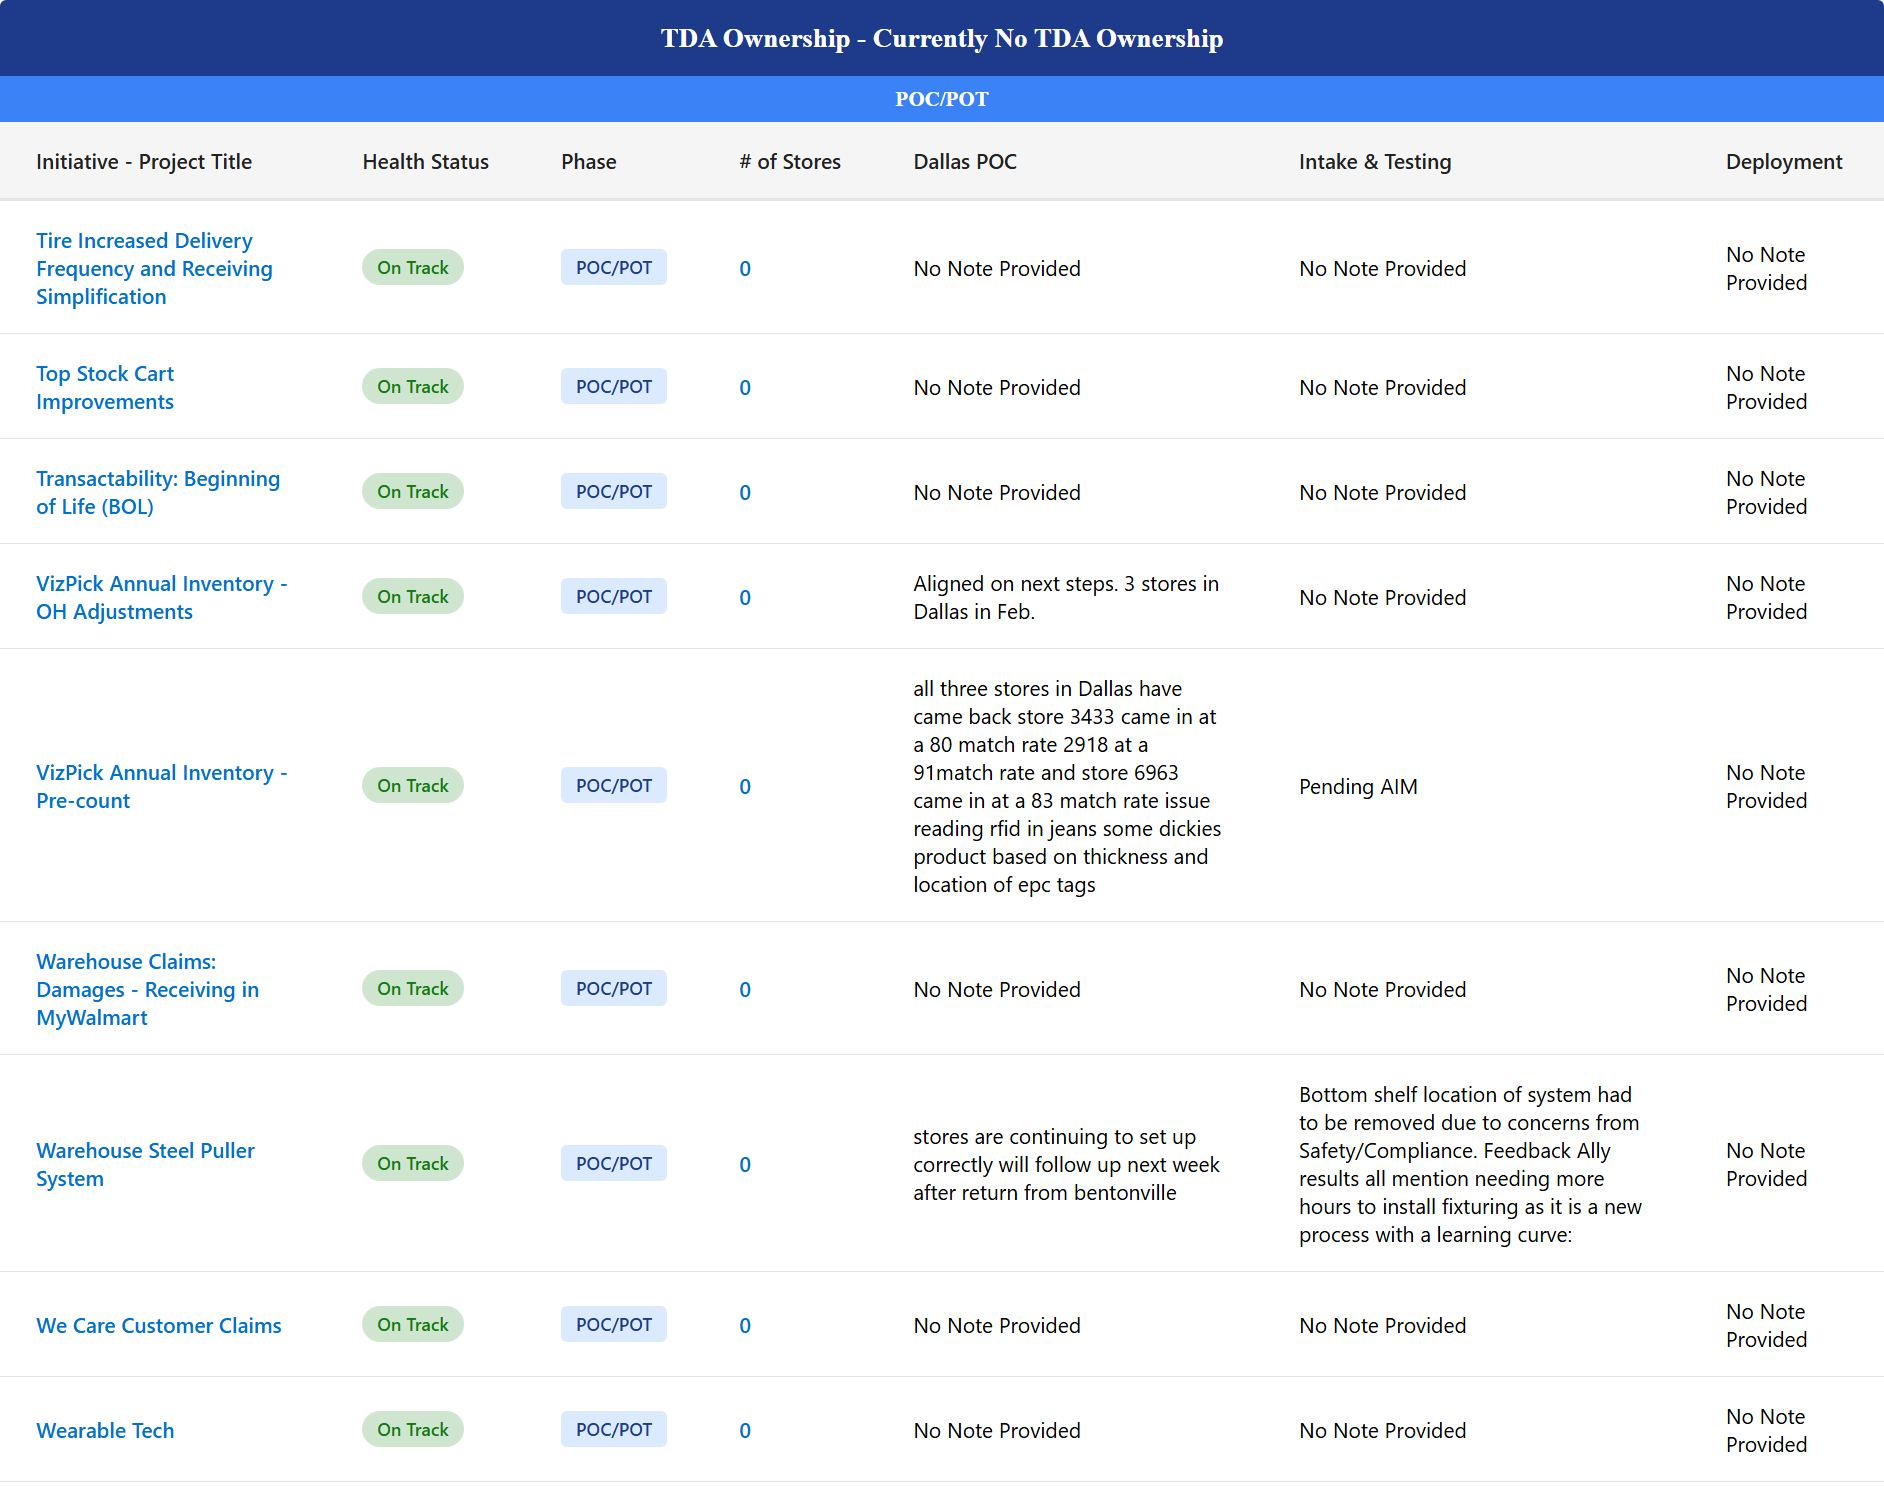 TDA Ownership - Currently No TDA Ownership
POC/POT
Initiative - Project Title Health Status Phase # of Stores Dallas POC Intake & Testing Deployment
Tire Increased Delivery
Frequency and Receiving
Simplification
On Track
POC/POT
0
No Note Provided
No Note Provided
No Note
Provided
Top Stock Cart
Improvements
On Track
POC/POT
0
No Note Provided
No Note Provided
No Note
Provided
Transactability: Beginning
of Life (BOL)
On Track
POC/POT
0
No Note Provided
No Note Provided
No Note
Provided
VizPick Annual Inventory -
OH Adjustments
On Track
POC/POT
0
Aligned on next steps. 3 stores in
Dallas in Feb.
No Note Provided
No Note
Provided
VizPick Annual Inventory -
Pre-count
On Track
POC/POT
0
all three stores in Dallas have
came back store 3433 came in at
a 80 match rate 2918 at a
91match rate and store 6963
came in at a 83 match rate issue
reading rfid in jeans some dickies
product based on thickness and
location of epc tags
Pending AIM
No Note
Provided
Warehouse Claims:
Damages - Receiving in
MyWalmart
On Track
POC/POT
0
No Note Provided
No Note Provided
No Note
Provided
Warehouse Steel Puller
System
On Track
POC/POT
0
stores are continuing to set up
correctly will follow up next week
after return from bentonville
Bottom shelf location of system had
to be removed due to concerns from
Safety/Compliance. Feedback Ally
results all mention needing more
hours to install fixturing as it is a new
process with a learning curve:
No Note
Provided
We Care Customer Claims
On Track
POC/POT
0
No Note Provided
No Note Provided
No Note
Provided
Wearable Tech
On Track
POC/POT
0
No Note Provided
No Note Provided
No Note
Provided